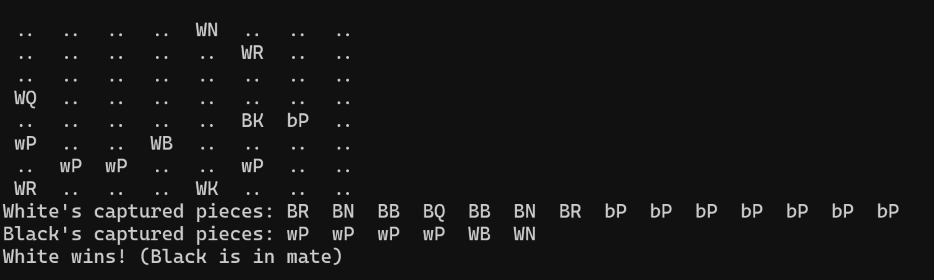 ..   ..   ..   ..   WN   ..   ..   ..
..   ..   ..   ..   ..   WR   ..   ..
..   ..   ..   ..   ..   ..   ..   ..
WQ   ..   ..   ..   ..   ..   ..   ..
..   ..   ..   ..   ..   BK   bP   ..
wP   ..   ..   WB   ..   ..   ..   ..
..   wP   wP   ..   ..   wP   ..   ..
WR   ..   ..   ..   WK   ..   ..   ..
White's captured pieces: BR  BN  BB  BQ  BB  BN  BR  bP  bP  bP  bP  bP  bP  bP
Black's captured pieces: wP  wP  wP  wP  WB  WN
White wins! (Black is in mate)